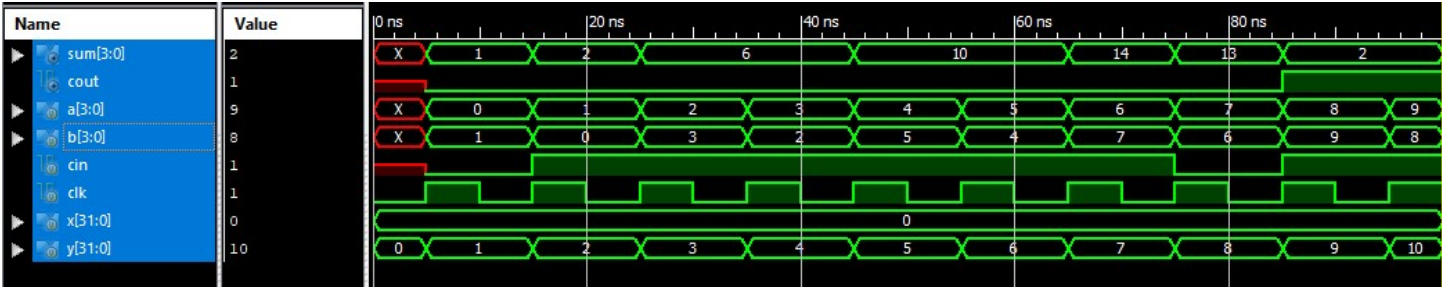 Name Value 0 ns 20 ns 40 ns 60 ns 80 ns
sum[3:0] 2 X 1 2 6 10 14 13 2
cout 1
a[3:0] 9 X 0 1 2 3 4 5 6 7 8 9
b[3:0] 8 X 1 0 3 2 5 4 7 6 9 8
cin 1
clk 1
x[31:0] 0 0
y[31:0] 10 0 1 2 3 4 5 6 7 8 9 10